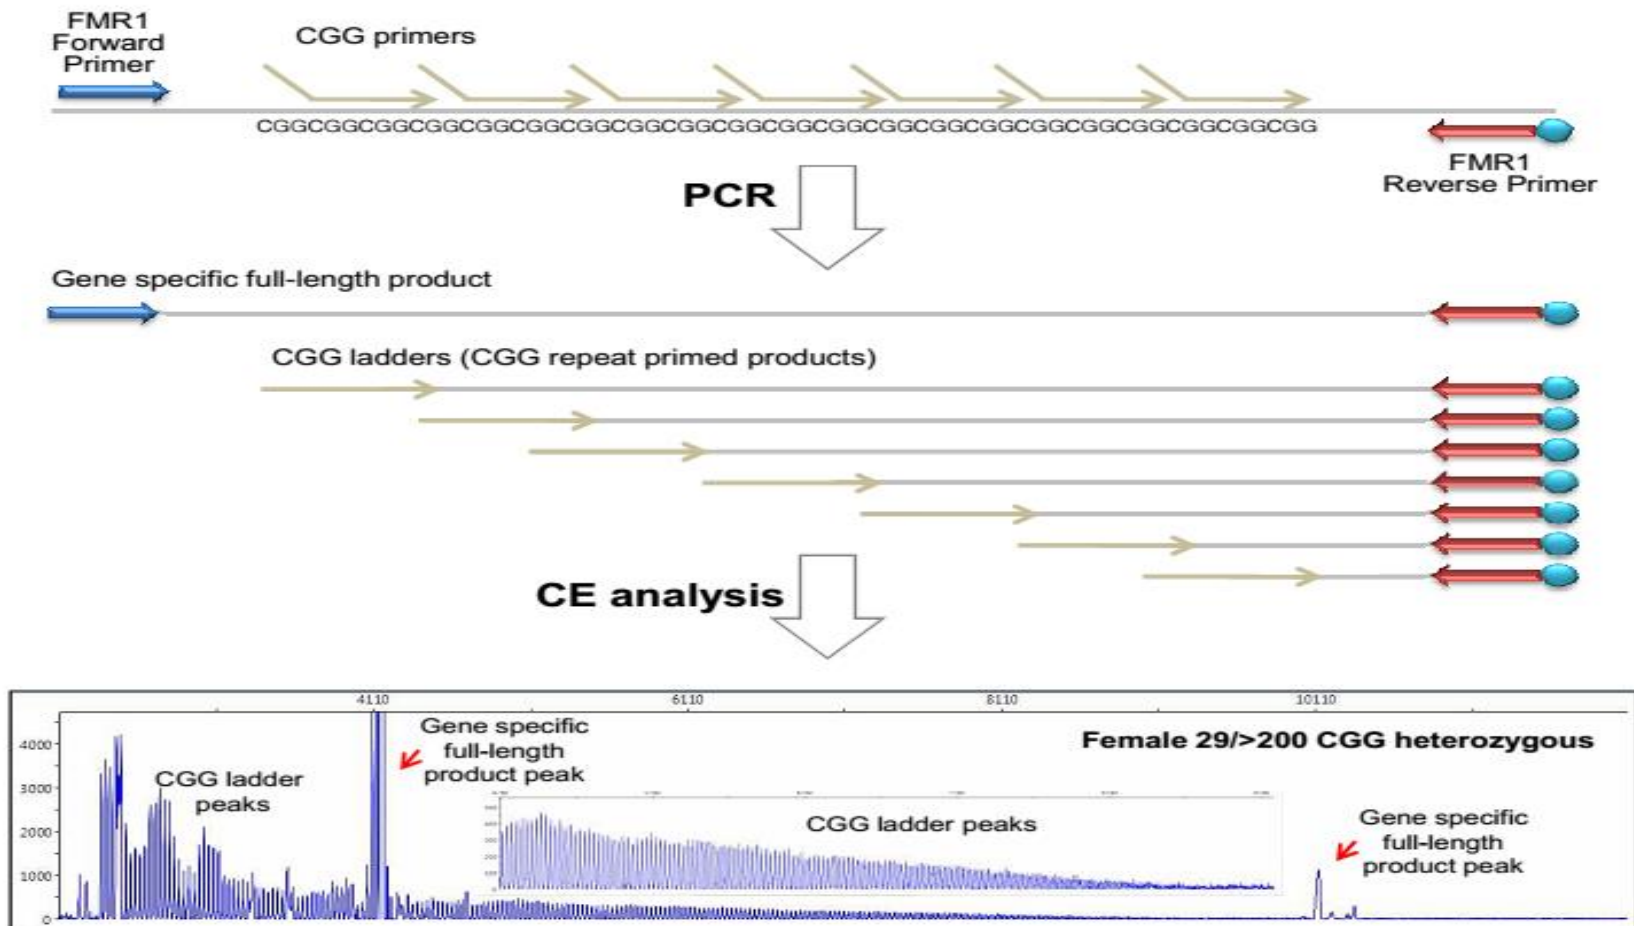 FMR1
Forward
Primer
CGG primers
CGGCGGCGGCGGCGGCGGCGGCGGCGGCGGCGGCGGCGGCGGCGGCGGCGGCGGCGGCGGCGG
FMR1
Reverse Primer
PCR
Gene specific full-length product
CGG ladders (CGG repeat primed products)
CE analysis
4110 6110 8110 10110
4000
3000
2000
1000
0
CGG ladder
peaks
Gene specific
full-length
product peak
Female 29/>200 CGG heterozygous
CGG ladder peaks
Gene specific
full-length
product peak